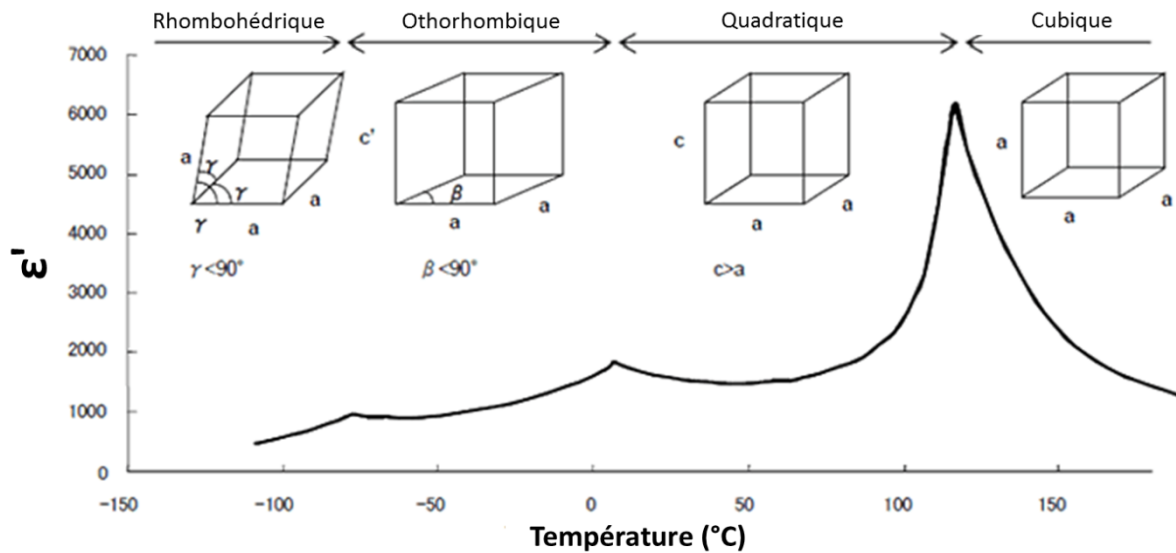 Rhombohédrique Othorhombique Quadratique Cubique
7000
6000
5000
4000
3000
2000
1000
0
ε'
a γ γ γ a a
γ<90°
c' β a a
β<90°
c a a
c>a
a a a
-150 -100 -50 0 50 100 150
Température (°C)